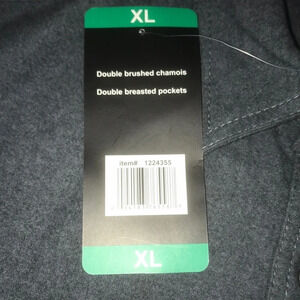 XL
Double brushed chamois
Double breasted pockets
item# 1224355
XL